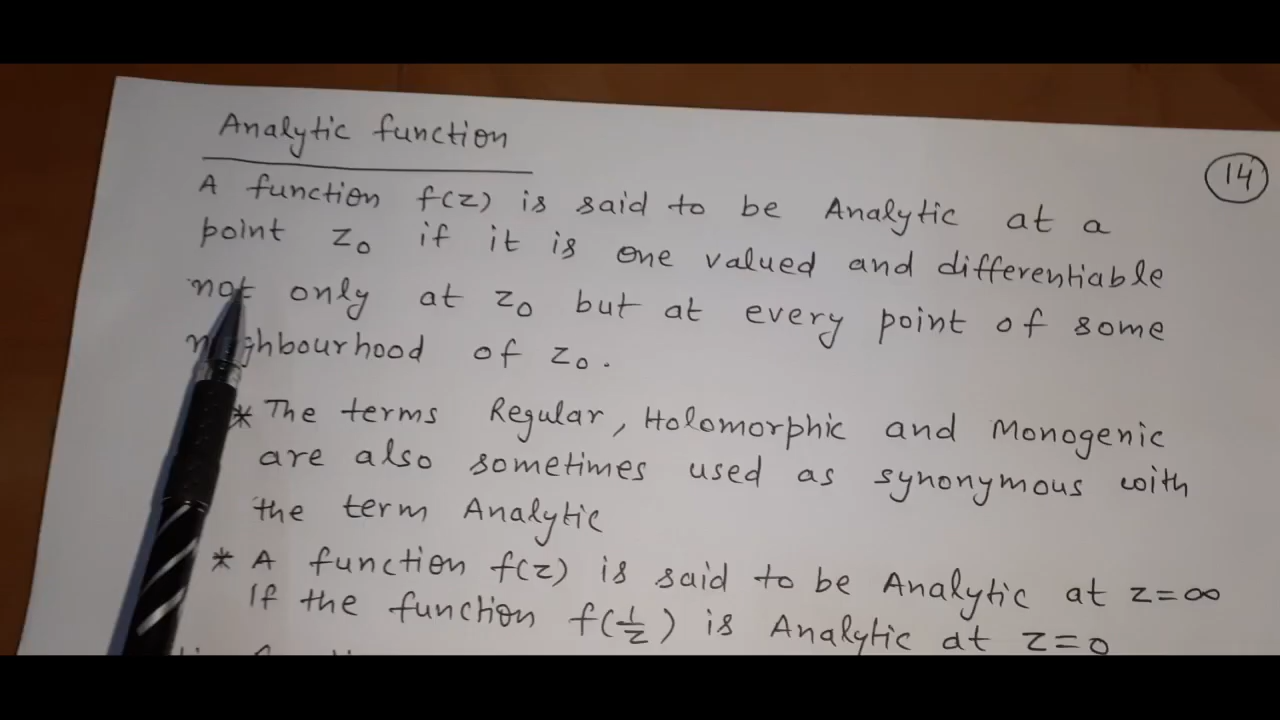 Analytic function
14
A function f(z) is said to be Analytic at a
point z₀ if it is one valued and differentiable
not only at z₀ but at every point of some
neighbourhood of z₀.
* The terms Regular, Holomorphic and Monogenic
are also sometimes used as synonymous with
the term Analytic
* A function f(z) is said to be Analytic at z=∞
If the function f(1/z) is Analytic at z=0